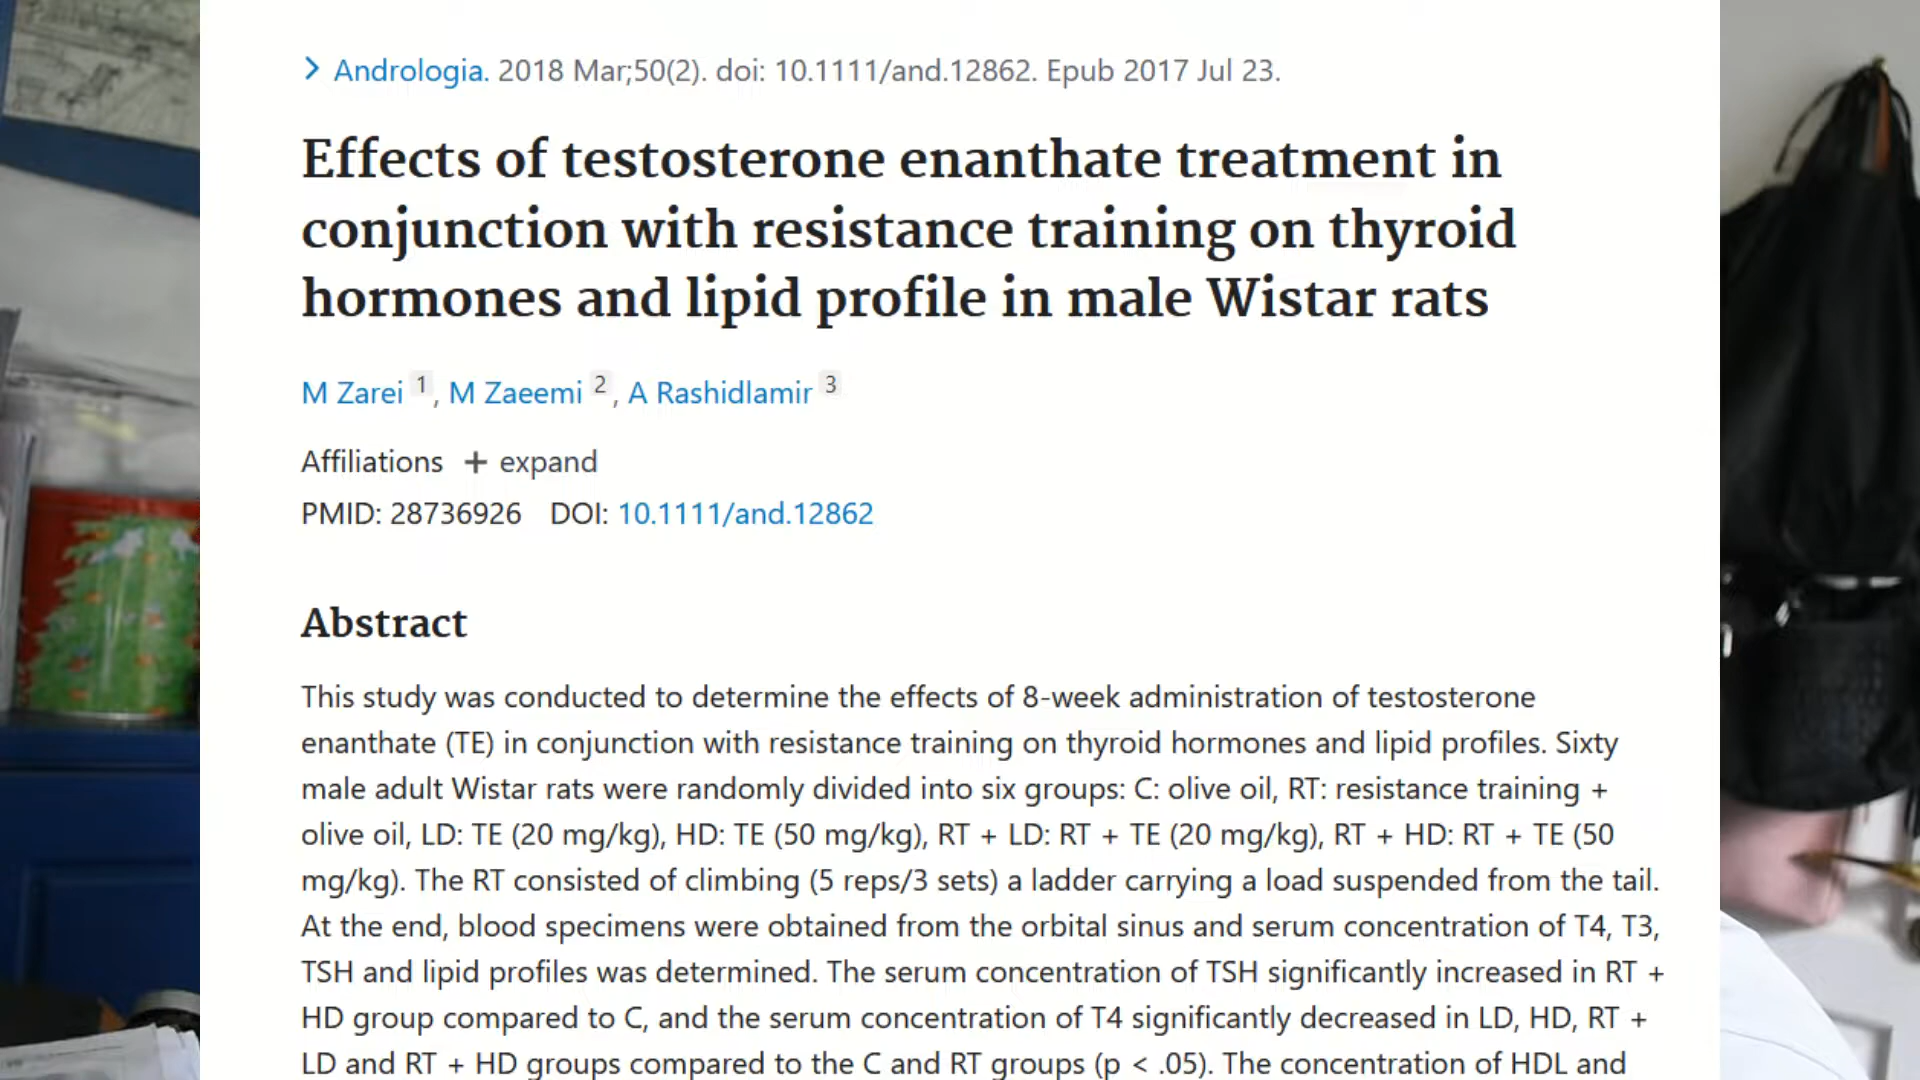 Andrologia. 2018 Mar;50(2). doi: 10.1111/and.12862. Epub 2017 Jul 23.
Effects of testosterone enanthate treatment in
conjunction with resistance training on thyroid
hormones and lipid profile in male Wistar rats
M Zarei 1, M Zaeemi 2, A Rashidlamir 3
Affiliations + expand
PMID: 28736926 DOI: 10.1111/and.12862
Abstract
This study was conducted to determine the effects of 8-week administration of testosterone
enanthate (TE) in conjunction with resistance training on thyroid hormones and lipid profiles. Sixty
male adult Wistar rats were randomly divided into six groups: C: olive oil, RT: resistance training +
olive oil, LD: TE (20 mg/kg), HD: TE (50 mg/kg), RT + LD: RT + TE (20 mg/kg), RT + HD: RT + TE (50
mg/kg). The RT consisted of climbing (5 reps/3 sets) a ladder carrying a load suspended from the tail.
At the end, blood specimens were obtained from the orbital sinus and serum concentration of T4, T3,
TSH and lipid profiles was determined. The serum concentration of TSH significantly increased in RT +
HD group compared to C, and the serum concentration of T4 significantly decreased in LD, HD, RT +
LD and RT + HD groups compared to the C and RT groups (p < .05). The concentration of HDL and